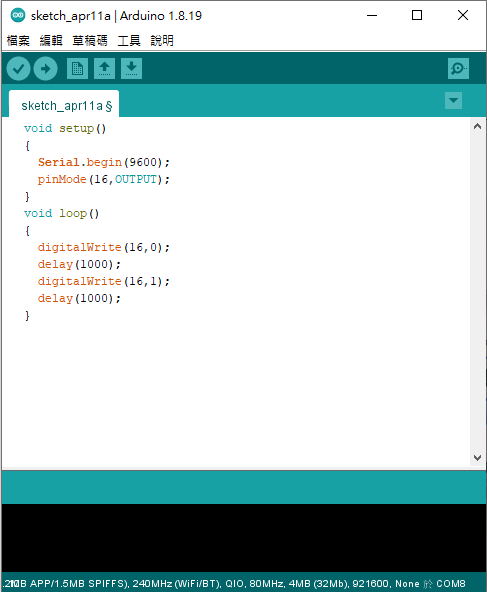 sketch_apr11a | Arduino 1.8.19
檔案 編輯 草稿碼 工具 說明
sketch_apr11a §
void setup()
{
  Serial.begin(9600);
  pinMode(16,OUTPUT);
}
void loop()
{
  digitalWrite(16,0);
  delay(1000);
  digitalWrite(16,1);
  delay(1000);
}
APP/1.5MB SPIFFS), 240MHz (WiFi/BT), QIO, 80MHz, 4MB (32Mb), 921600, None 於 COM8